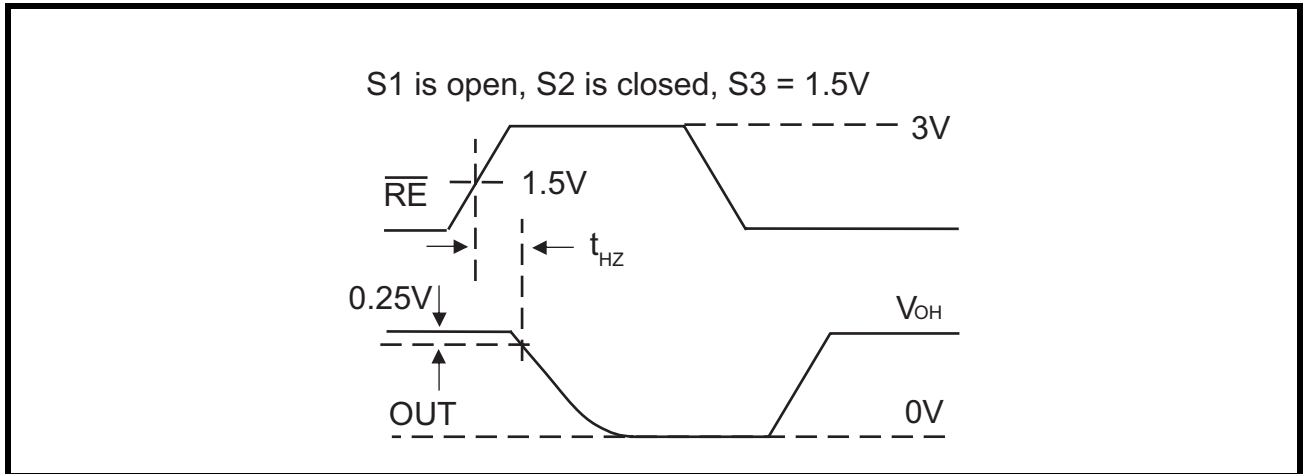 S1 is open, S2 is closed, S3 = 1.5V
3V
RE
1.5V
tHZ
0.25V
VOH
OUT
0V